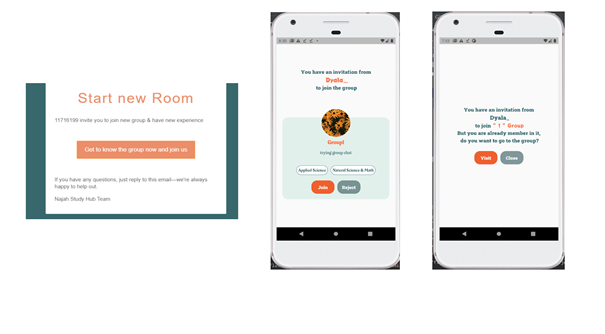 Start new Room
11716199 invite you to join new group & have new experience
Get to know the group now and join us
If you have any questions, just reply to this email—we're always
happy to help out.
Najah Study Hub Team
You have an invitation from
Dyala_
to join the group
Group1
trying group chat
Applied Science
Natural Science & Math
Join
Reject
You have an invitation from
Dyala_
to join " 1 " Group
But you are already member in it,
do you want to go to the group?
Visit
Close